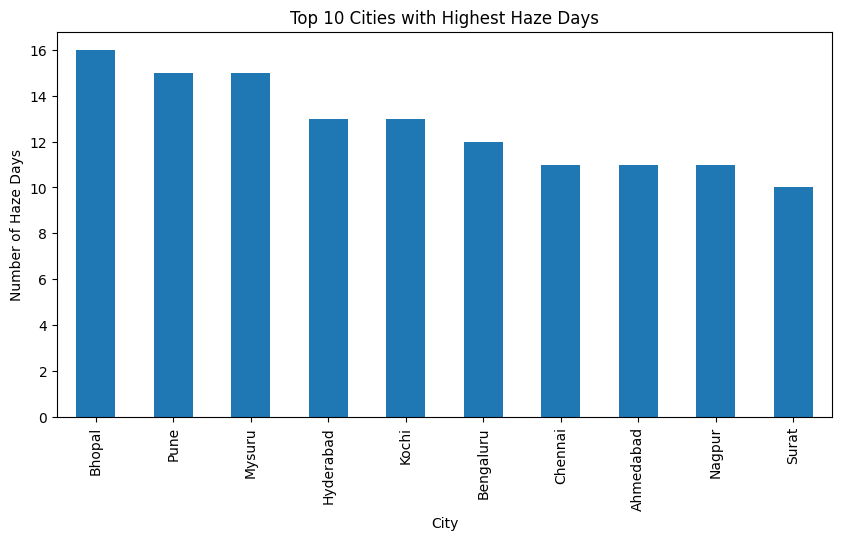 Top 10 Cities with Highest Haze Days
Number of Haze Days
16
14
12
10
8
6
4
2
0
Bhopal
Pune
Mysuru
Hyderabad
Kochi
Bengaluru
Chennai
Ahmedabad
Nagpur
Surat
City